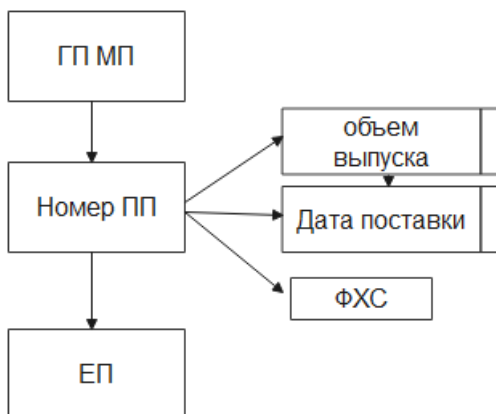 ГП МП
объем
выпуска
Номер ПП
Дата поставки
ФХС
ЕП